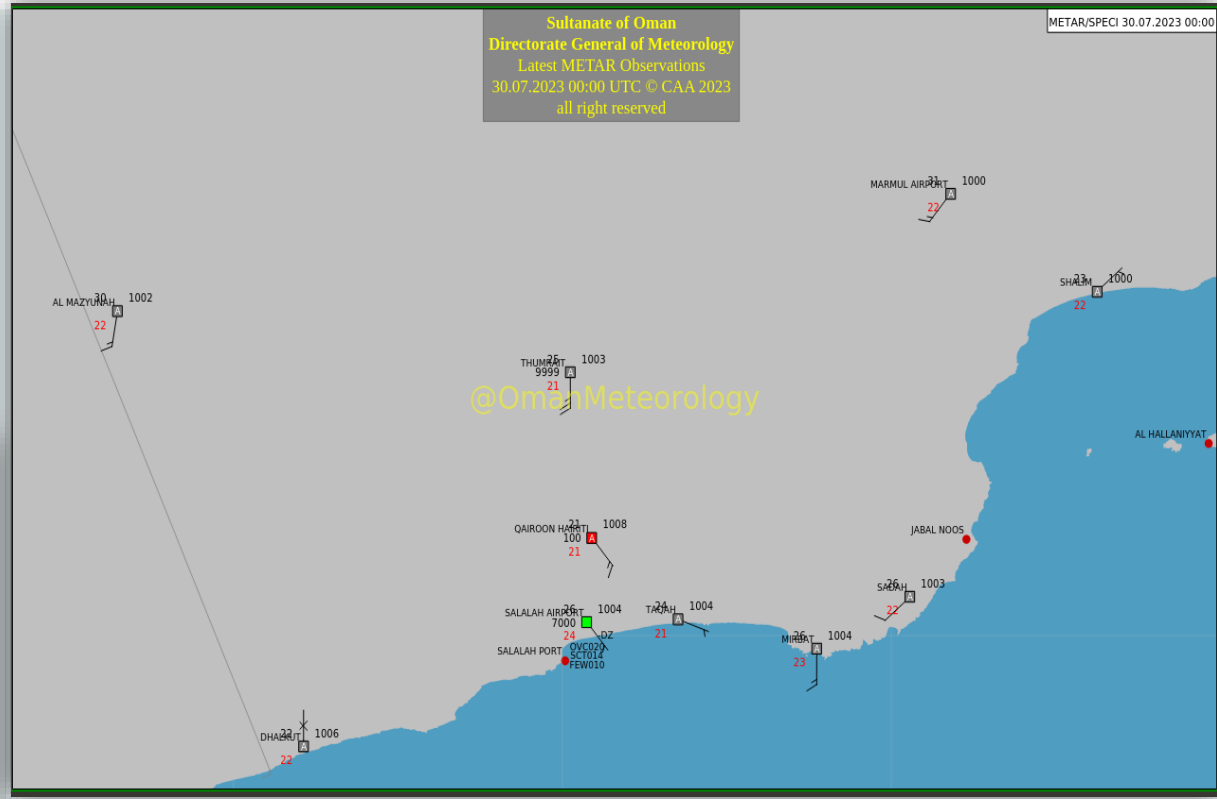 Sultanate of Oman
Directorate General of Meteorology
Latest METAR Observations
30.07.2023 00:00 UTC © CAA 2023
all right reserved
METAR/SPECI 30.07.2023 00:00
MARMUL AIRPORT 31 1000
A
22
SHALIM 23 1000
A
22
AL MAZYUNAH 30 1002
A
22
THUMRAIT 25 1003
9999 A
21
@OmanMeteorology
AL HALLANIYYAT
QAIROON HAIRITI 21 1008
100 A
21
JABAL NOOS
SADAH 26 1003
A
22
SALALAH AIRPORT 26 1004
7000
24 -DZ
TAQAH 24 1004
A
21
MIRBAT 26 1004
A
23
SALALAH PORT
OVC020
SCT014
FEW010
DHALKUT 22 1006
A
22